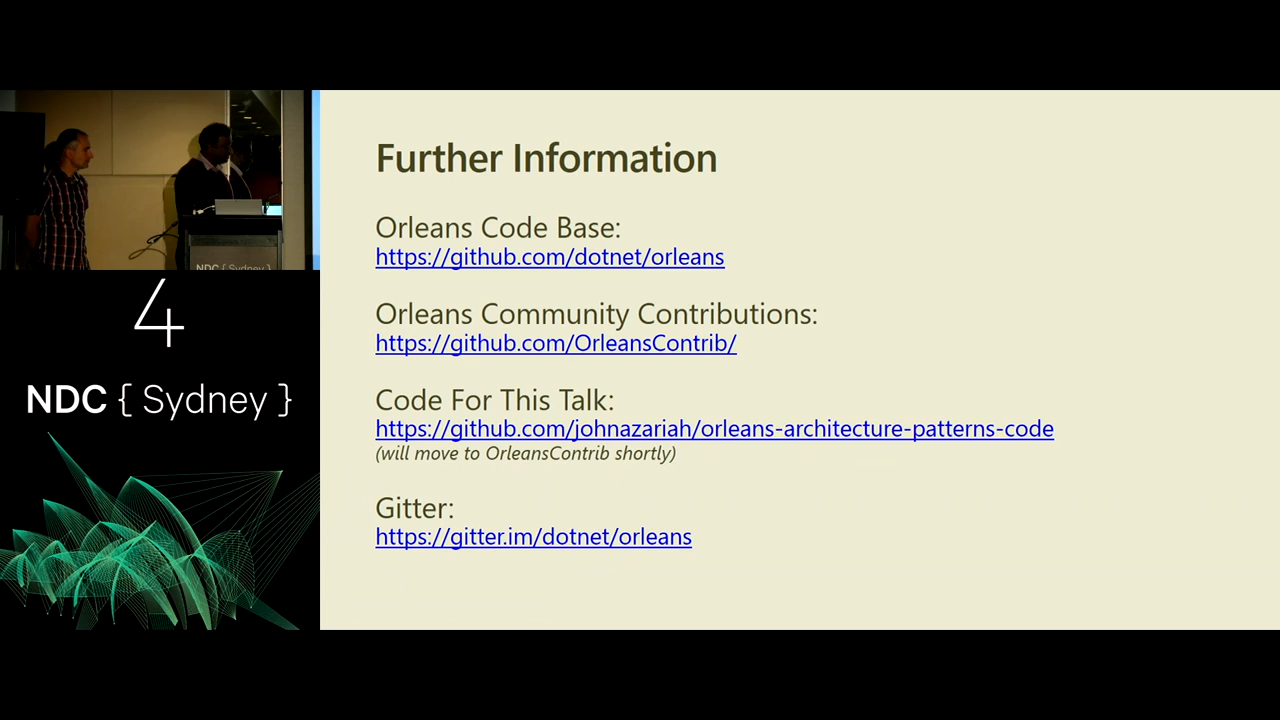 NDC { Sydney }
4
NDC { Sydney }
Further Information
Orleans Code Base:
https://github.com/dotnet/orleans
Orleans Community Contributions:
https://github.com/OrleansContrib/
Code For This Talk:
https://github.com/johnazariah/orleans-architecture-patterns-code
(will move to OrleansContrib shortly)
Gitter:
https://gitter.im/dotnet/orleans